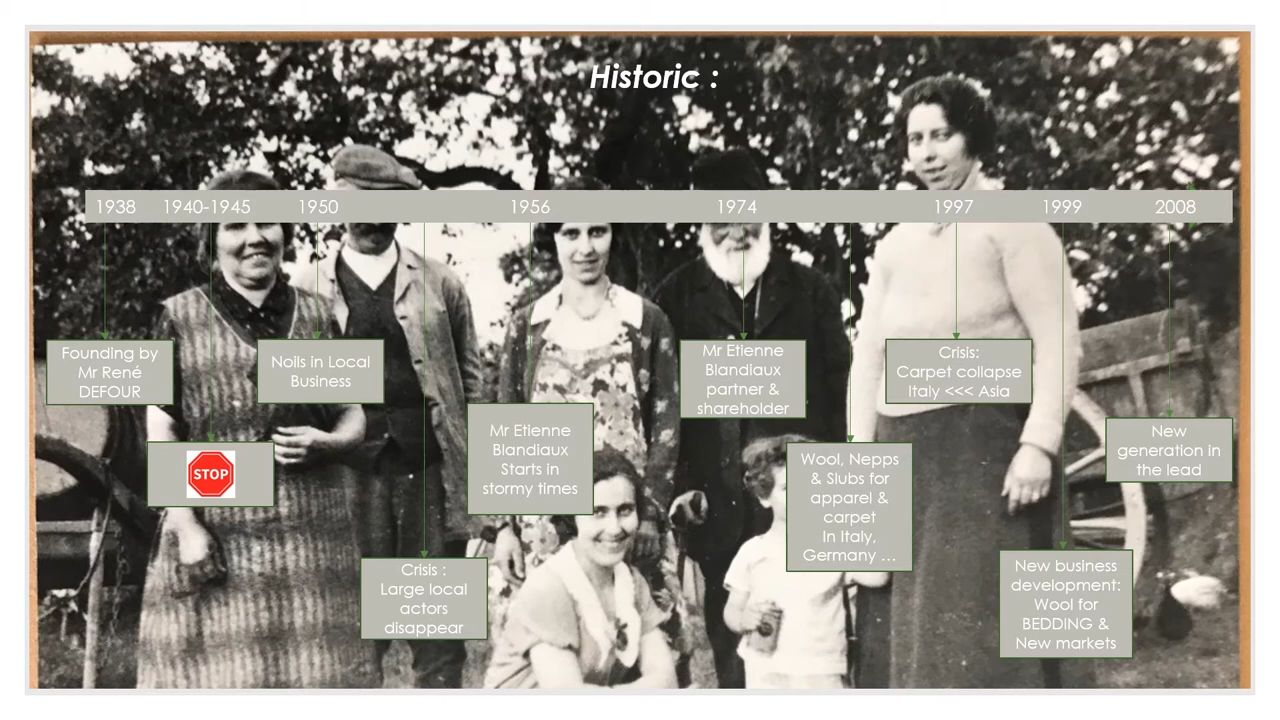 Historic :
1938 1940-1945 1950 1956 1974 1997 1999 2008
Founding by
Mr René
DEFOUR
STOP
Noils in Local
Business
Crisis :
Large local
actors
disappear
Mr Etienne
Blandiaux
Starts in
stormy times
Mr Etienne
Blandiaux
partner &
shareholder
Wool, Nepps
& Slubs for
apparel &
carpet
In Italy,
Germany ...
Crisis:
Carpet collapse
Italy <<< Asia
New business
development:
Wool for
BEDDING &
New markets
New
generation in
the lead